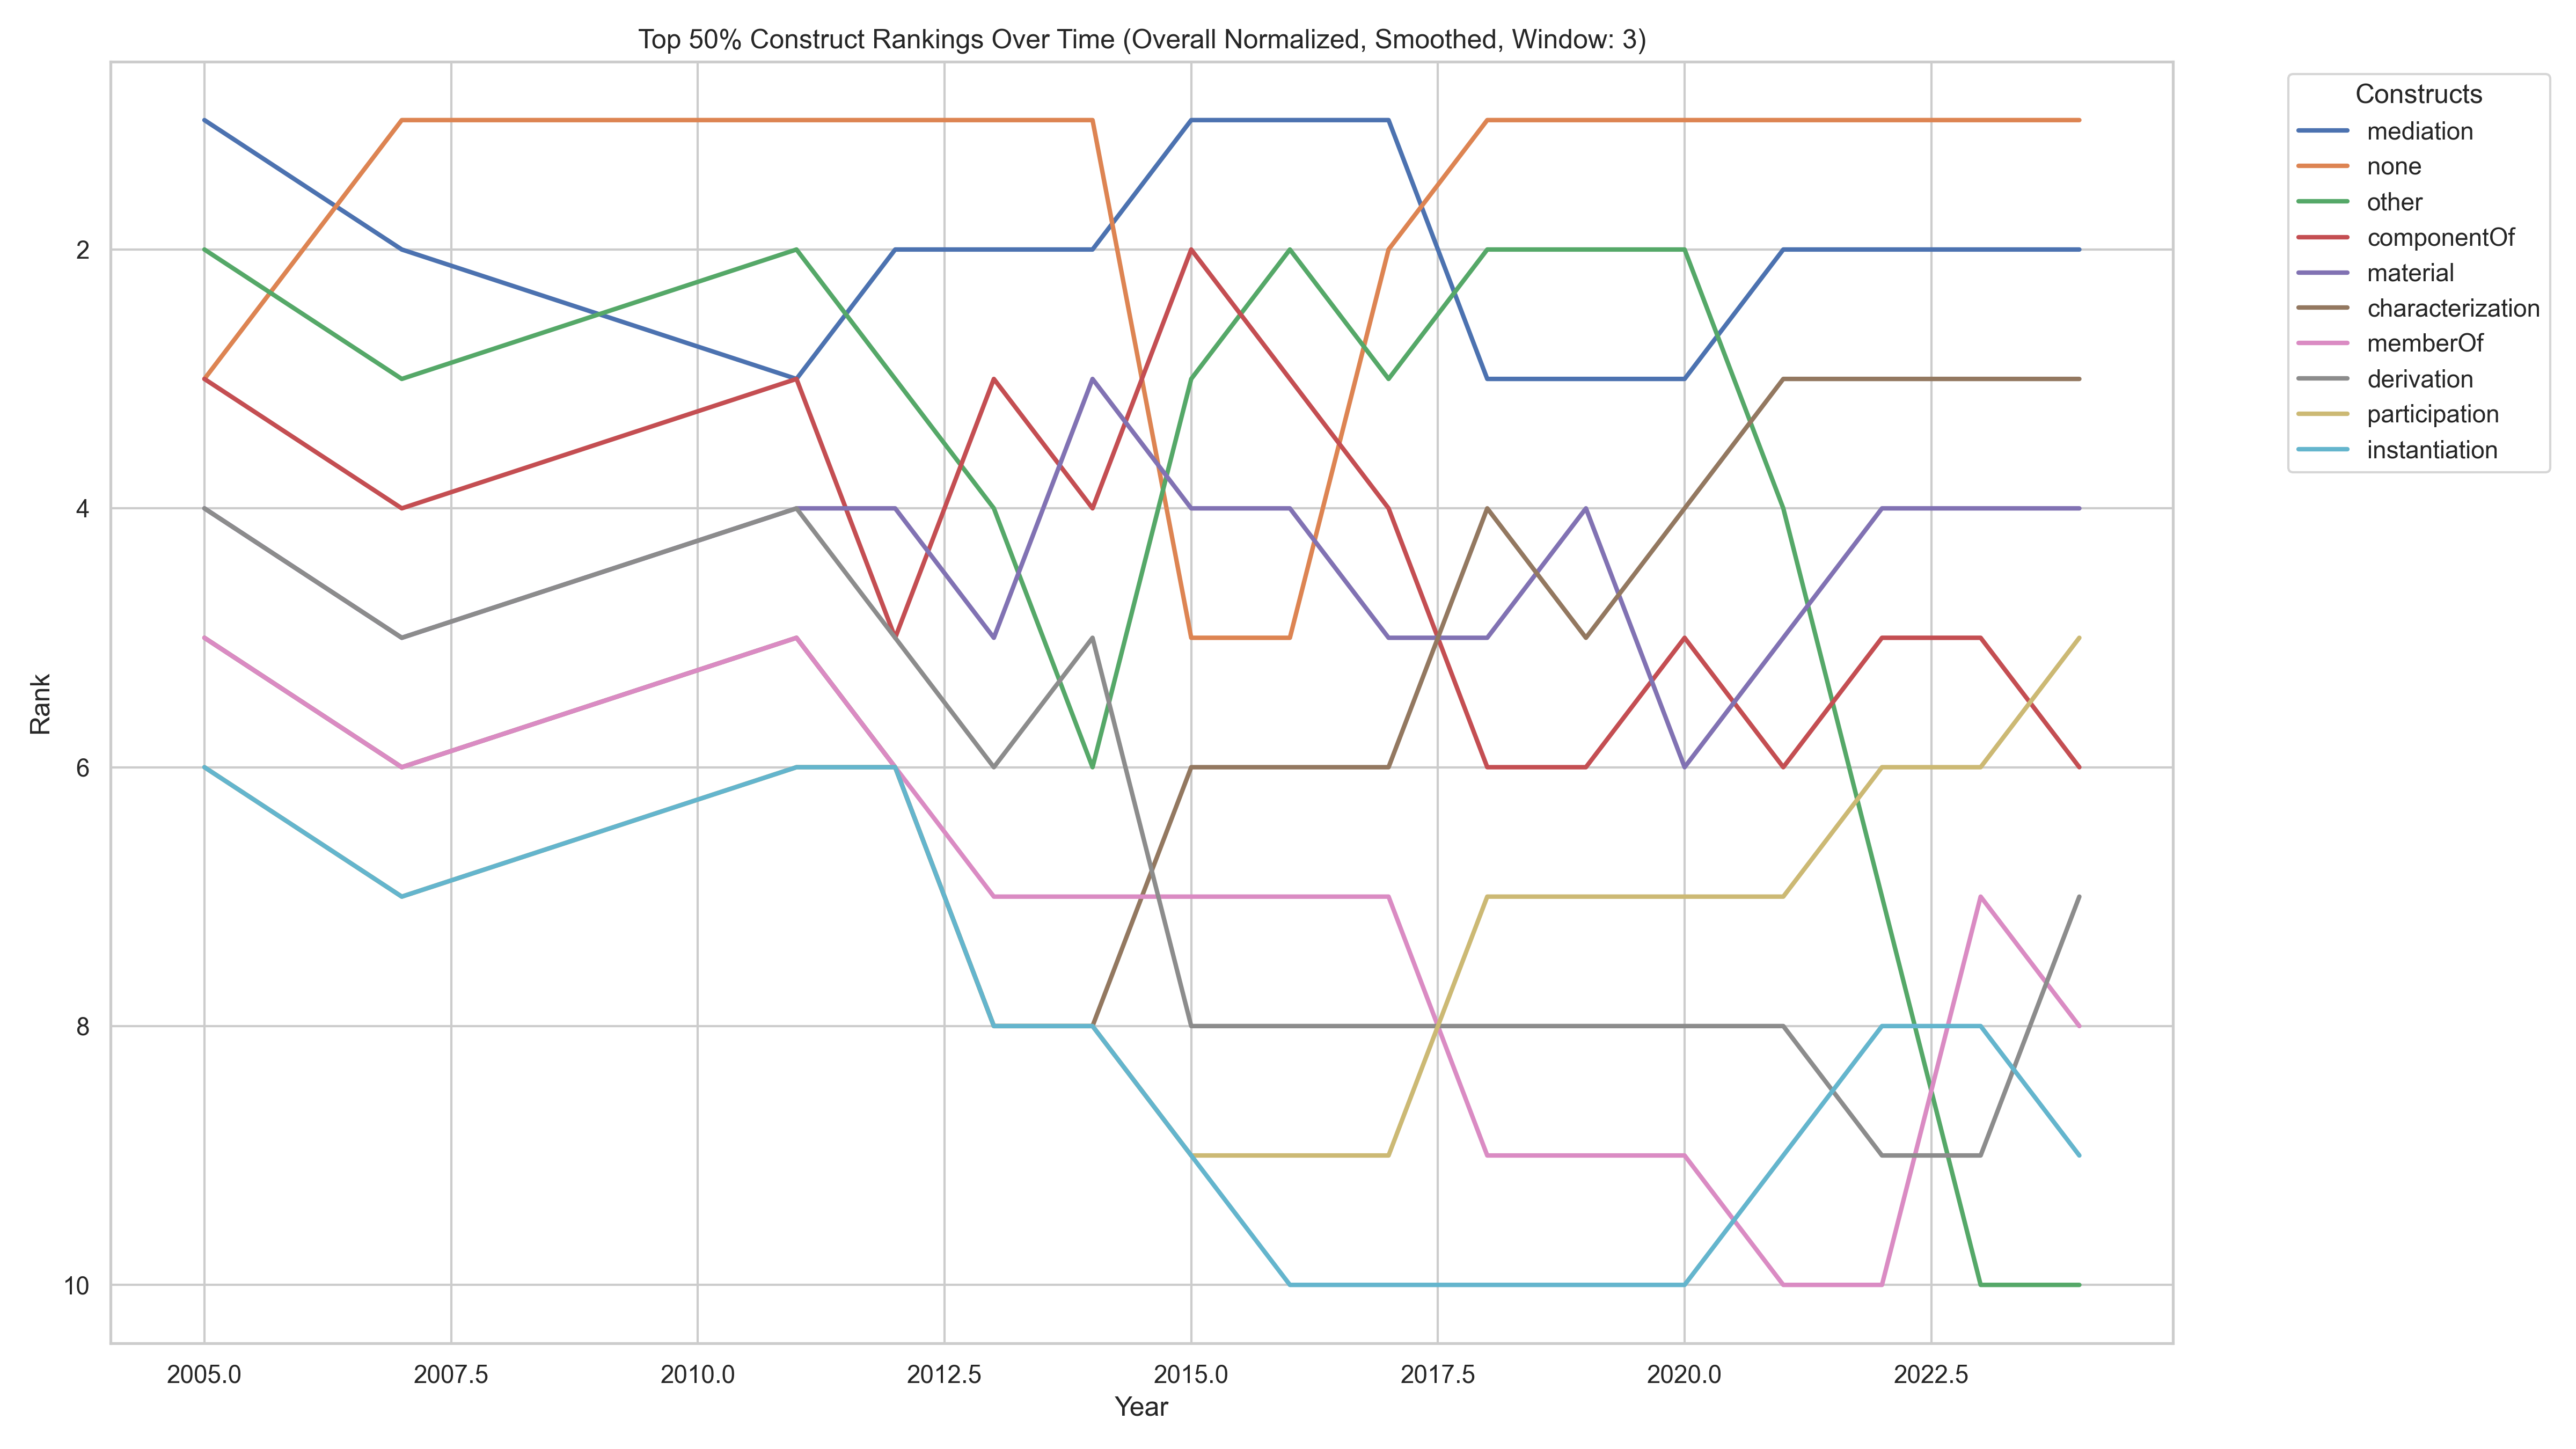 Top 50% Construct Rankings Over Time (Overall Normalized, Smoothed, Window: 3)
Constructs
mediation
none
other
componentOf
material
characterization
memberOf
derivation
participation
instantiation
Rank
2
4
6
8
10
2005.0 2007.5 2010.0 2012.5 2015.0 2017.5 2020.0 2022.5
Year